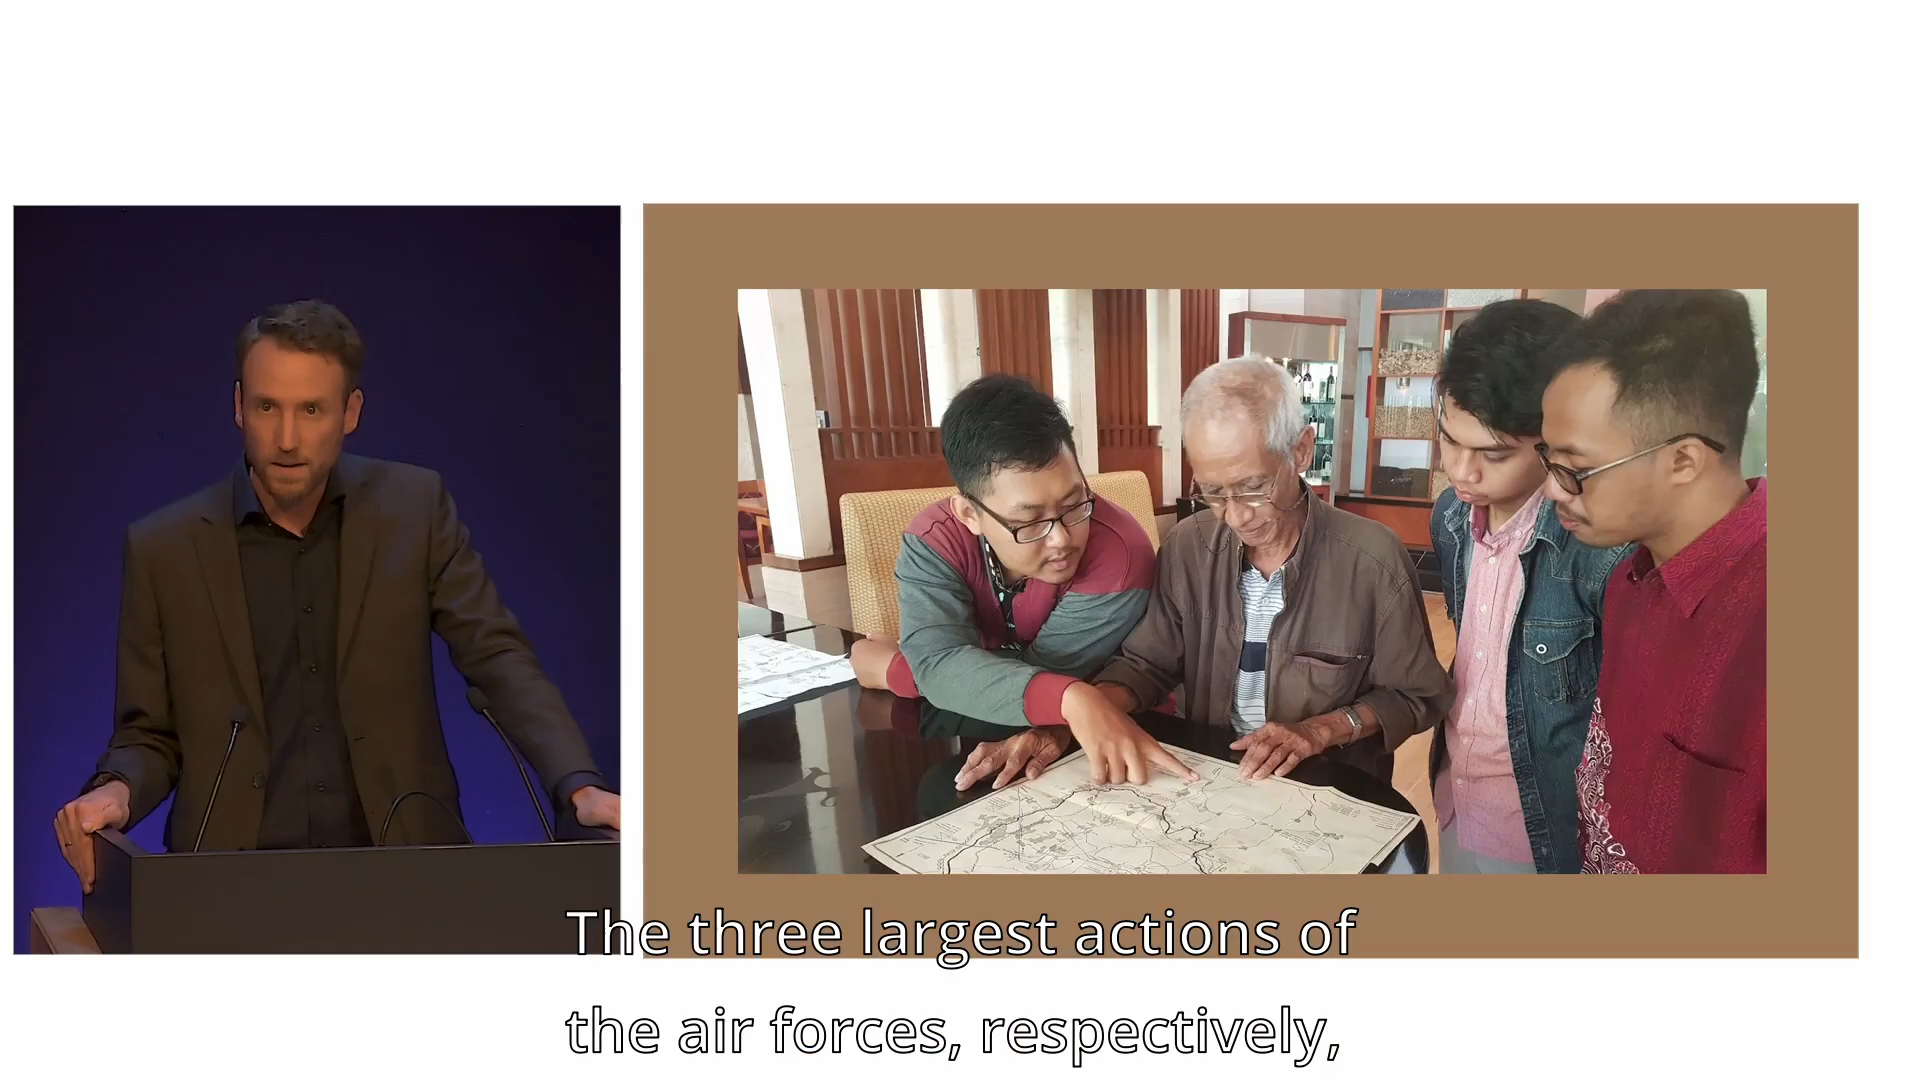 The three largest actions of
the air forces, respectively,